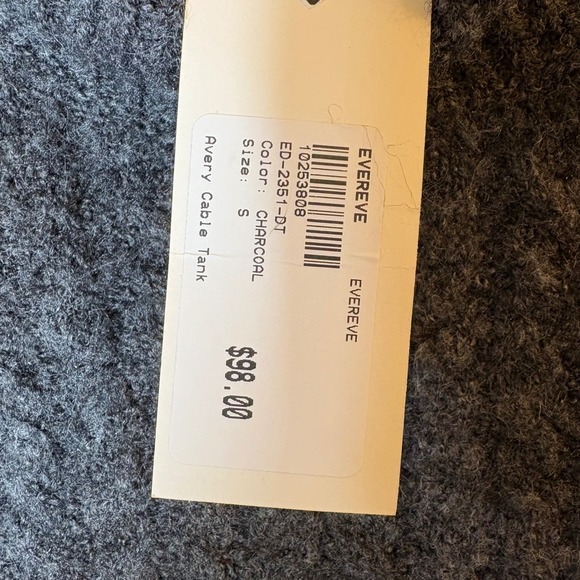 EVEREVE EVEREVE
10253808
ED-2351-DT
Color: CHARCOAL
Size: S
$98.00
Avery Cable Tank